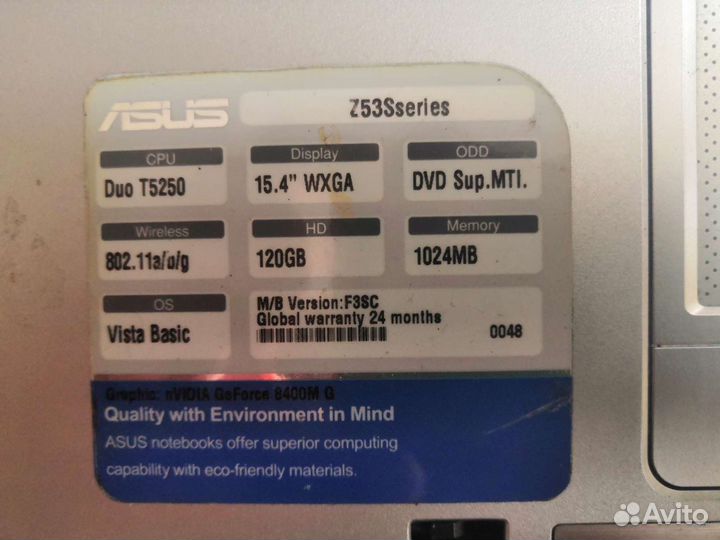 ASUS Z53Sseries
CPU Display ODD
Duo T5250 15.4" WXGA DVD Sup.MTI.
Wireless HD Memory
802.11a/b/g 120GB 1024MB
OS M/B Version:F3SC
Global warranty 24 months
Vista Basic 0048
Graphic: nVIDIA GeForce 8400M G
Quality with Environment in Mind
ASUS notebooks offer superior computing
capability with eco-friendly materials.
Avito